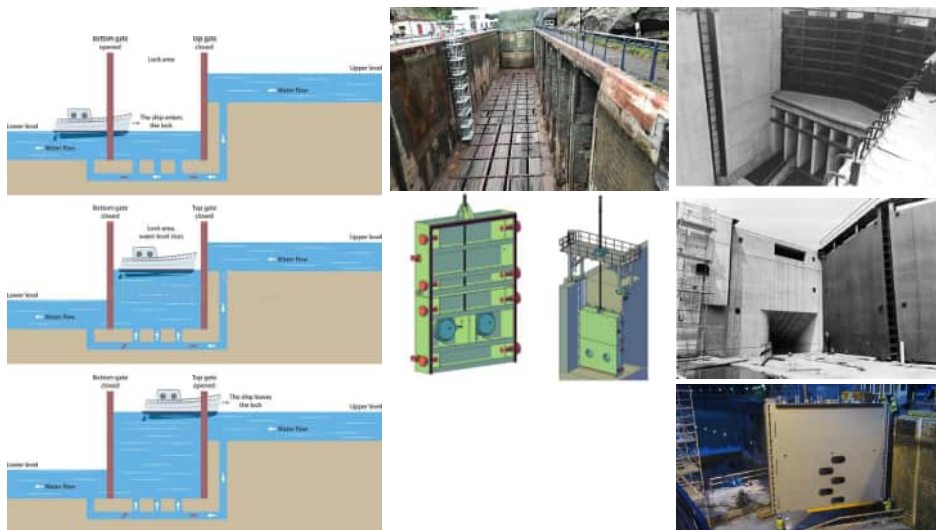 Bottom gate
opened
Top gate
closed
Lock area
Upper level
Water flow
The ship enters
the lock
Lower level
Water flow
Bottom gate
closed
Top gate
closed
Lock area,
water level rises
Upper level
Water flow
Lower level
Water flow
Bottom gate
closed
Top gate
opened
The ship leaves
the lock
Upper level
Water flow
Lower level
Water flow